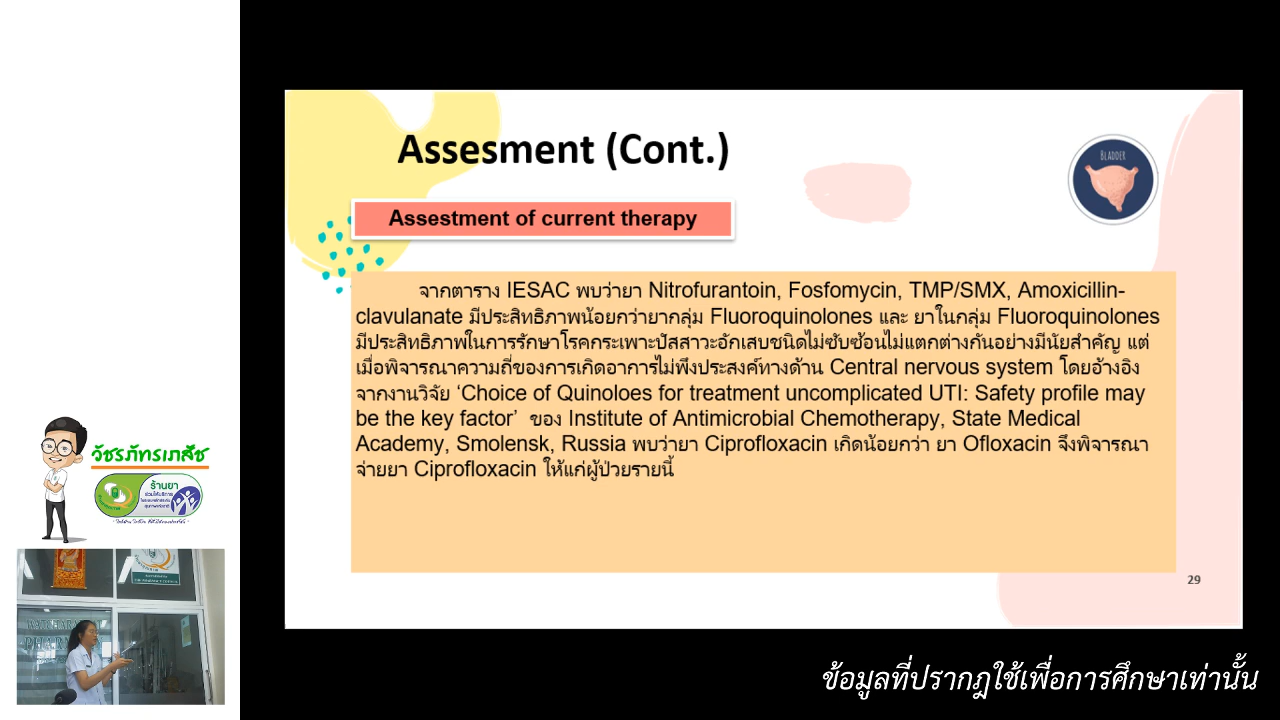 Assesment (Cont.)
BLADDER
Assestment of current therapy
จากตาราง IESAC พบว่ายา Nitrofurantoin, Fosfomycin, TMP/SMX, Amoxicillin-
clavulanate มีประสิทธิภาพน้อยกว่ายากลุ่ม Fluoroquinolones และ ยาในกลุ่ม Fluoroquinolones
มีประสิทธิภาพในการรักษาโรคกระเพาะปัสสาวะอักเสบชนิดไม่ซับซ้อนไม่แตกต่างกันอย่างมีนัยสำคัญ แต่
เมื่อพิจารณาความถี่ของการเกิดอาการไม่พึงประสงค์ทางด้าน Central nervous system โดยอ้างอิง
จากงานวิจัย ‘Choice of Quinoloes for treatment uncomplicated UTI: Safety profile may
be the key factor’ ของ Institute of Antimicrobial Chemotherapy, State Medical
Academy, Smolensk, Russia พบว่ายา Ciprofloxacin เกิดน้อยกว่า ยา Ofloxacin จึงพิจารณา
จ่ายยา Ciprofloxacin ให้แก่ผู้ป่วยรายนี้
29
วัชรภัทรเภสัช
ร้านยา
ข้อมูลที่ปรากฎใช้เพื่อการศึกษาเท่านั้น